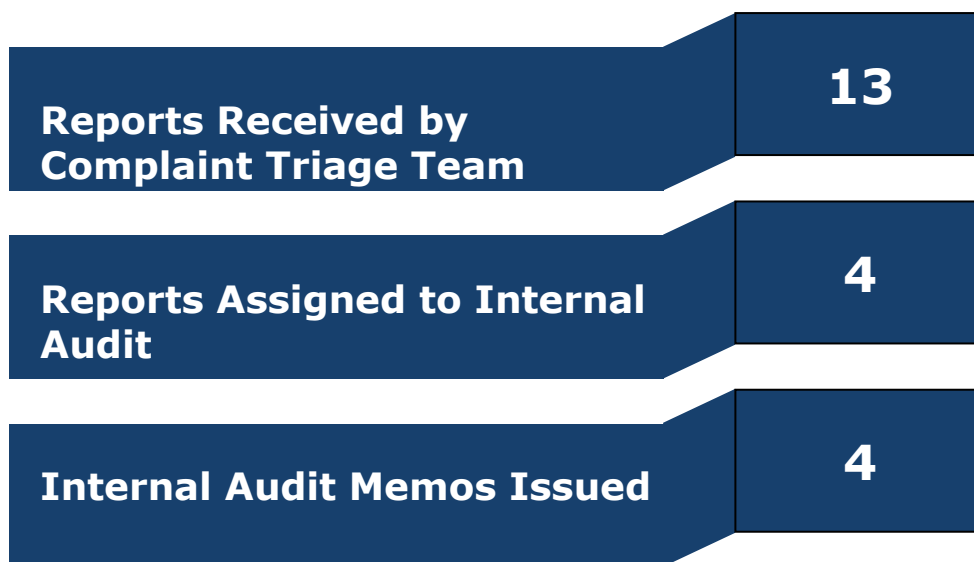 13
Reports Received by
Complaint Triage Team
4
Reports Assigned to Internal
Audit
4
Internal Audit Memos Issued